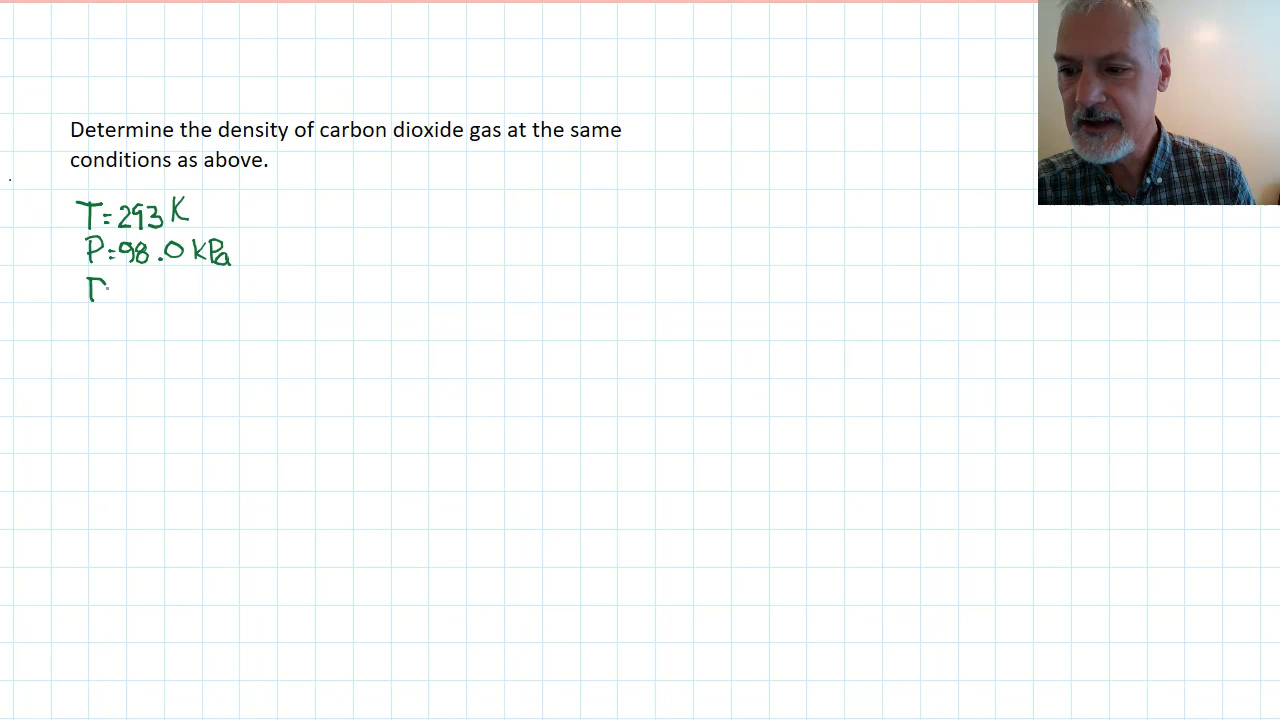 Determine the density of carbon dioxide gas at the same
conditions as above.
T=293 K
P=98.0 kPa